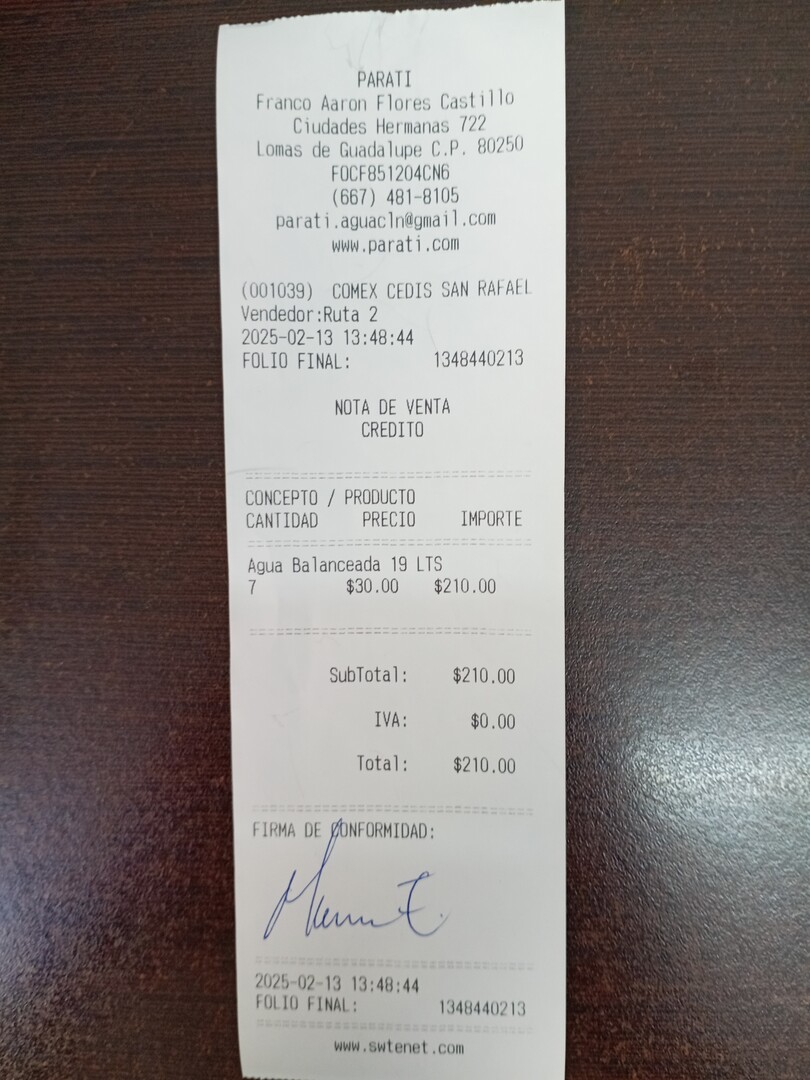 PARATI
Franco Aaron Flores Castillo
Ciudades Hermanas 722
Lomas de Guadalupe C.P. 80250
FOCF851204CN6
(667) 481-8105
parati.aguacln@gmail.com
www.parati.com
(001039) COMEX CEDIS SAN RAFAEL
Vendedor:Ruta 2
2025-02-13 13:48:44
FOLIO FINAL: 1348440213
NOTA DE VENTA
CREDITO
CONCEPTO / PRODUCTO
CANTIDAD PRECIO IMPORTE
Agua Balanceada 19 LTS
7 $30.00 $210.00
SubTotal: $210.00
IVA: $0.00
Total: $210.00
FIRMA DE CONFORMIDAD:
2025-02-13 13:48:44
FOLIO FINAL: 1348440213
www.swtenet.com